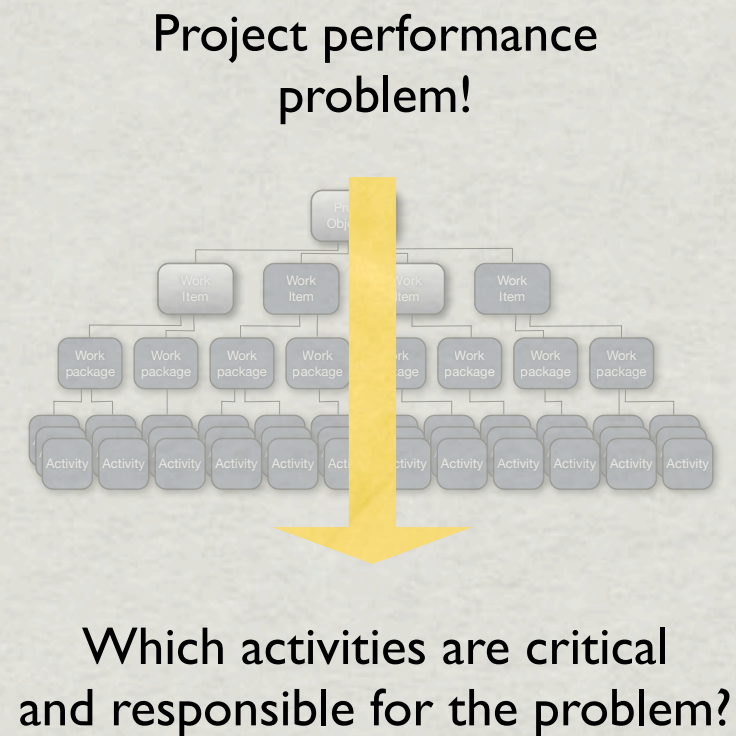 Project performance
problem!
Work
Item
Work
Item
Work
Item
Work
package
Work
package
Work
package
Work
package
Work
package
Work
package
Work
package
Activity
Activity
Activity
Activity
Activity
Activity
Activity
Activity
Activity
Activity
Which activities are critical
and responsible for the problem?